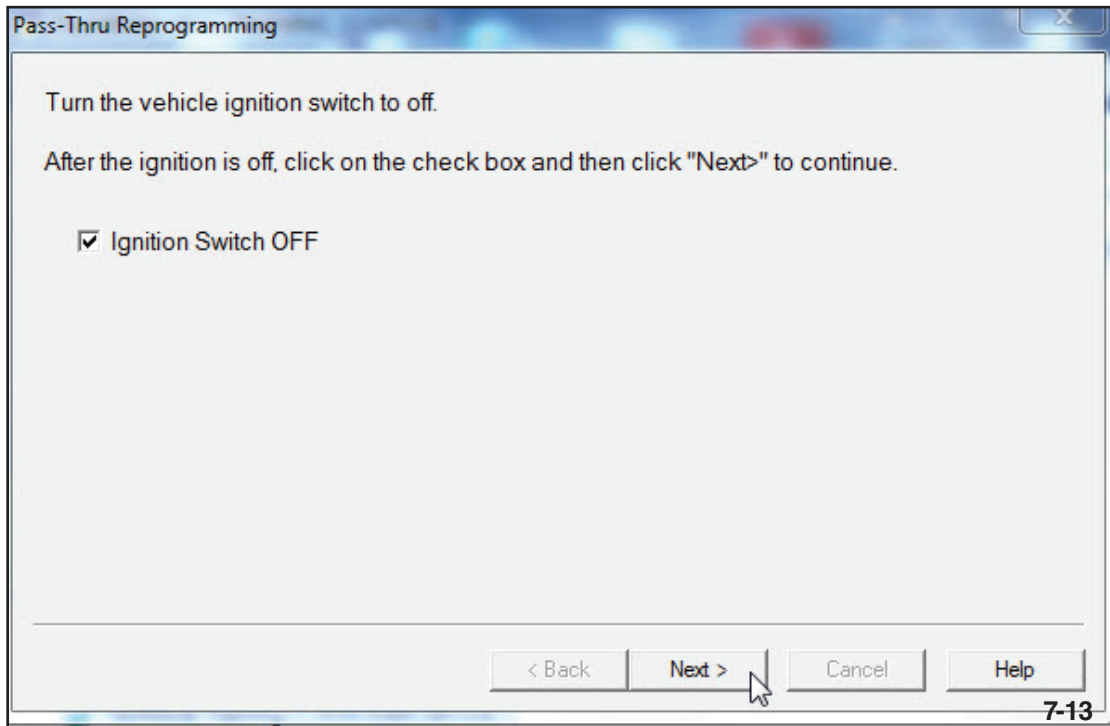 Pass-Thru Reprogramming
X
Turn the vehicle ignition switch to off.
After the ignition is off, click on the check box and then click "Next>" to continue.
Ignition Switch OFF
< Back Next > Cancel Help
7-13